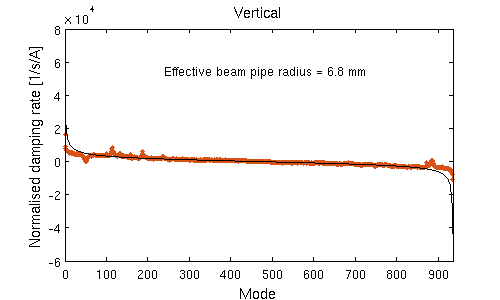 Vertical
8 × 10⁴
6
4
2
0
-2
-4
-6
Normalised damping rate [1/s/A]
Effective beam pipe radius = 6.8 mm
0 100 200 300 400 500 600 700 800 900
Mode